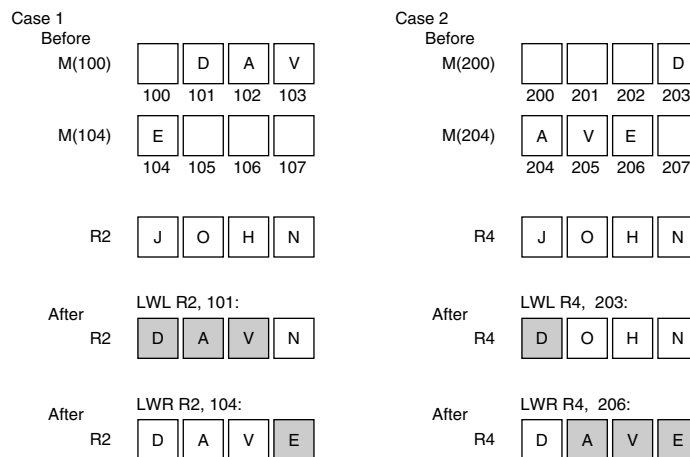 Case 1 Case 2
Before Before
M(100) D A V M(200) D
100 101 102 103 200 201 202 203
M(104) E M(204) A V E
104 105 106 107 204 205 206 207
R2 J O H N R4 J O H N
After LWL R2, 101: After LWL R4, 203:
R2 D A V N R4 D O H N
After LWR R2, 104: After LWR R4, 206:
R2 D A V E R4 D A V E